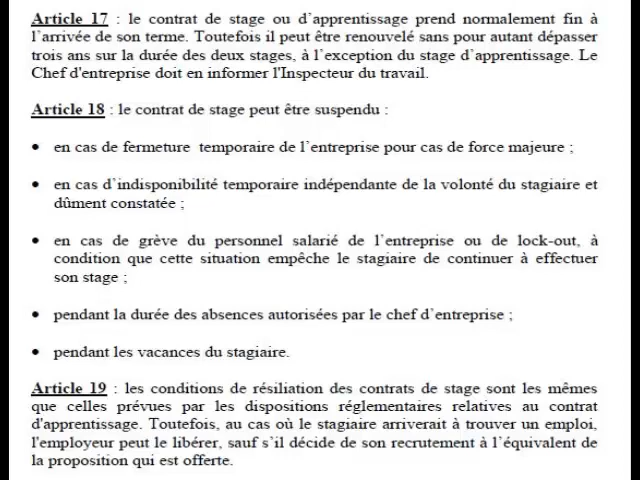 Article 17 : le contrat de stage ou d'apprentissage prend normalement fin à
l'arrivée de son terme. Toutefois il peut être renouvelé sans pour autant dépasser
trois ans sur la durée des deux stages, à l'exception du stage d'apprentissage. Le
Chef d'entreprise doit en informer l'Inspecteur du travail.
Article 18 : le contrat de stage peut être suspendu :
• en cas de fermeture temporaire de l'entreprise pour cas de force majeure ;
• en cas d'indisponibilité temporaire indépendante de la volonté du stagiaire et
dûment constatée ;
• en cas de grève du personnel salarié de l'entreprise ou de lock-out, à
condition que cette situation empêche le stagiaire de continuer à effectuer
son stage ;
• pendant la durée des absences autorisées par le chef d'entreprise ;
• pendant les vacances du stagiaire.
Article 19 : les conditions de résiliation des contrats de stage sont les mêmes
que celles prévues par les dispositions réglementaires relatives au contrat
d'apprentissage. Toutefois, au cas où le stagiaire arriverait à trouver un emploi,
l'employeur peut le libérer, sauf s'il décide de son recrutement à l'équivalent de
la proposition qui est offerte.